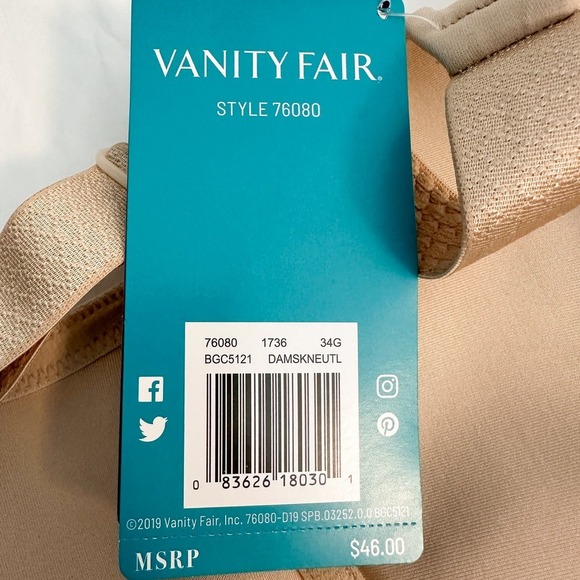 VANITY FAIR®
STYLE 76080
76080 1736 34G
BGC5121 DAMSKNEUTL
0 83626 18030 1
©2019 Vanity Fair, Inc. 76080-D19 SPB.03252.0.0 BGC5121
MSRP $46.00